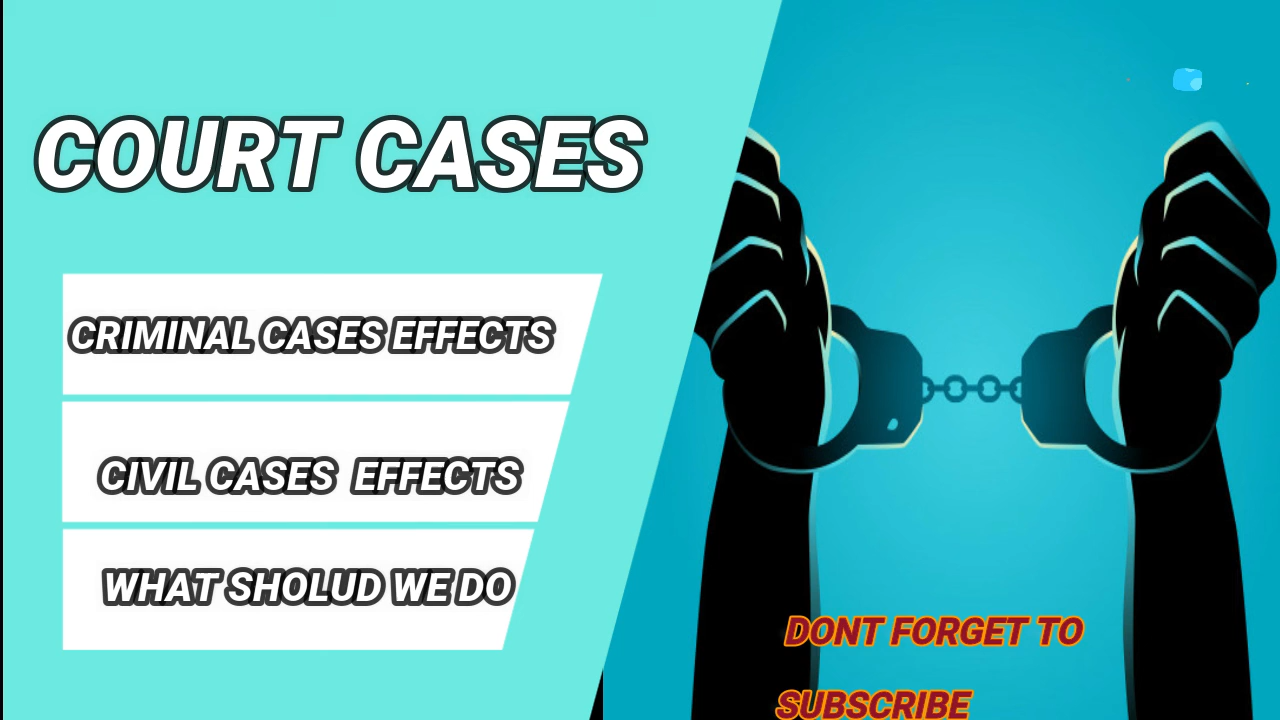 COURT CASES
CRIMINAL CASES EFFECTS
CIVIL CASES EFFECTS
WHAT SHOLUD WE DO
DONT FORGET TO
SUBSCRIBE